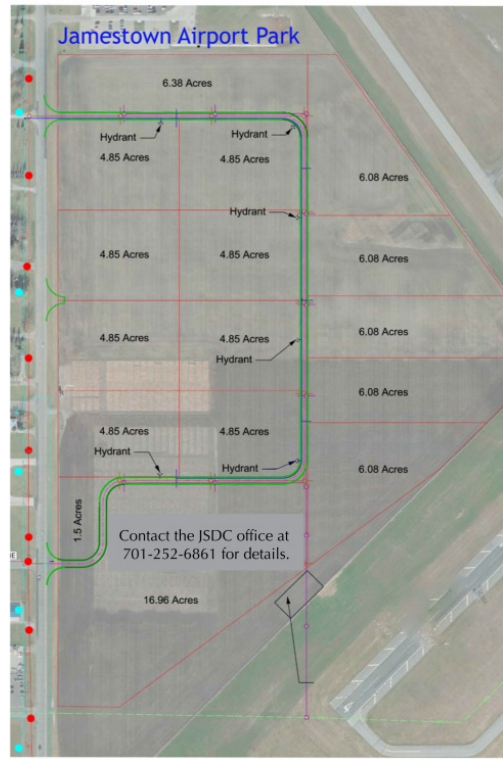 Jamestown Airport Park
6.38 Acres
Hydrant
Hydrant
4.85 Acres
4.85 Acres
6.08 Acres
Hydrant
4.85 Acres
4.85 Acres
6.08 Acres
4.85 Acres
4.85 Acres
6.08 Acres
Hydrant
6.08 Acres
4.85 Acres
4.85 Acres
Hydrant
Hydrant
6.08 Acres
1.5 Acres
Contact the JSDC office at
701-252-6861 for details.
16.96 Acres
4